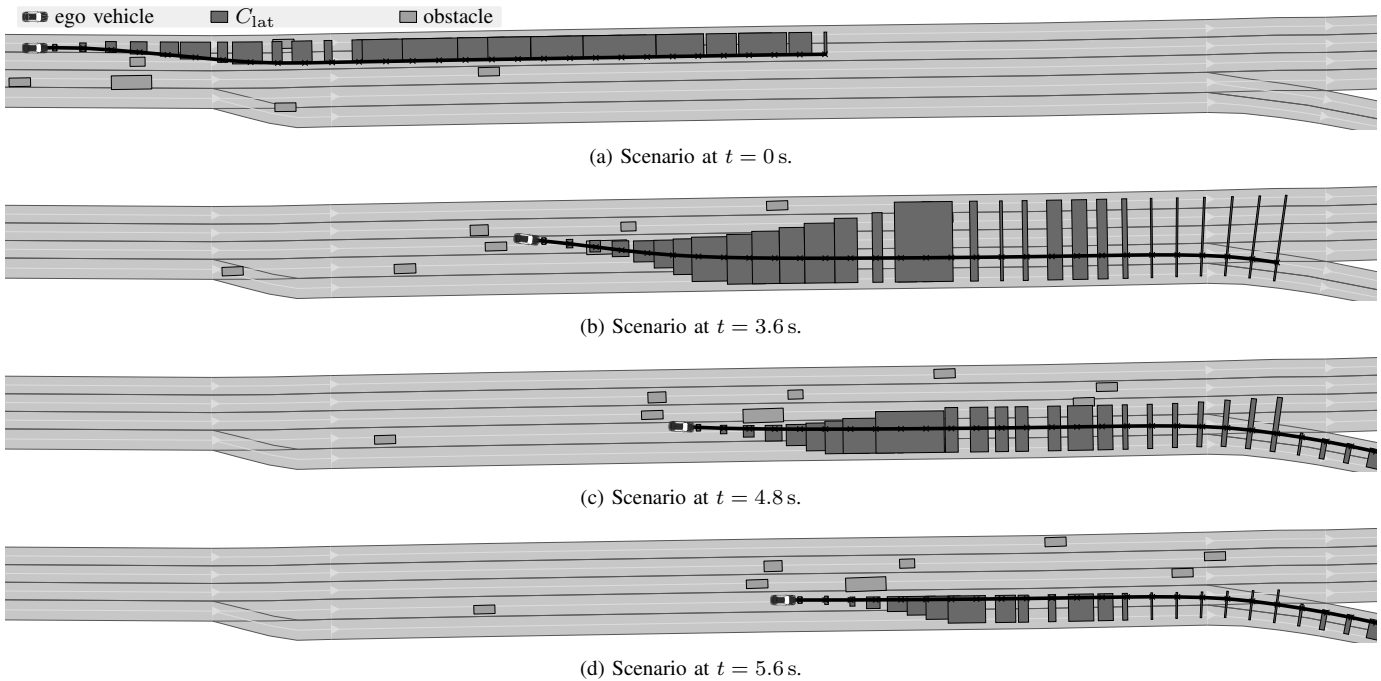 ego vehicle C_lat obstacle
(a) Scenario at t = 0 s.
(b) Scenario at t = 3.6 s.
(c) Scenario at t = 4.8 s.
(d) Scenario at t = 5.6 s.